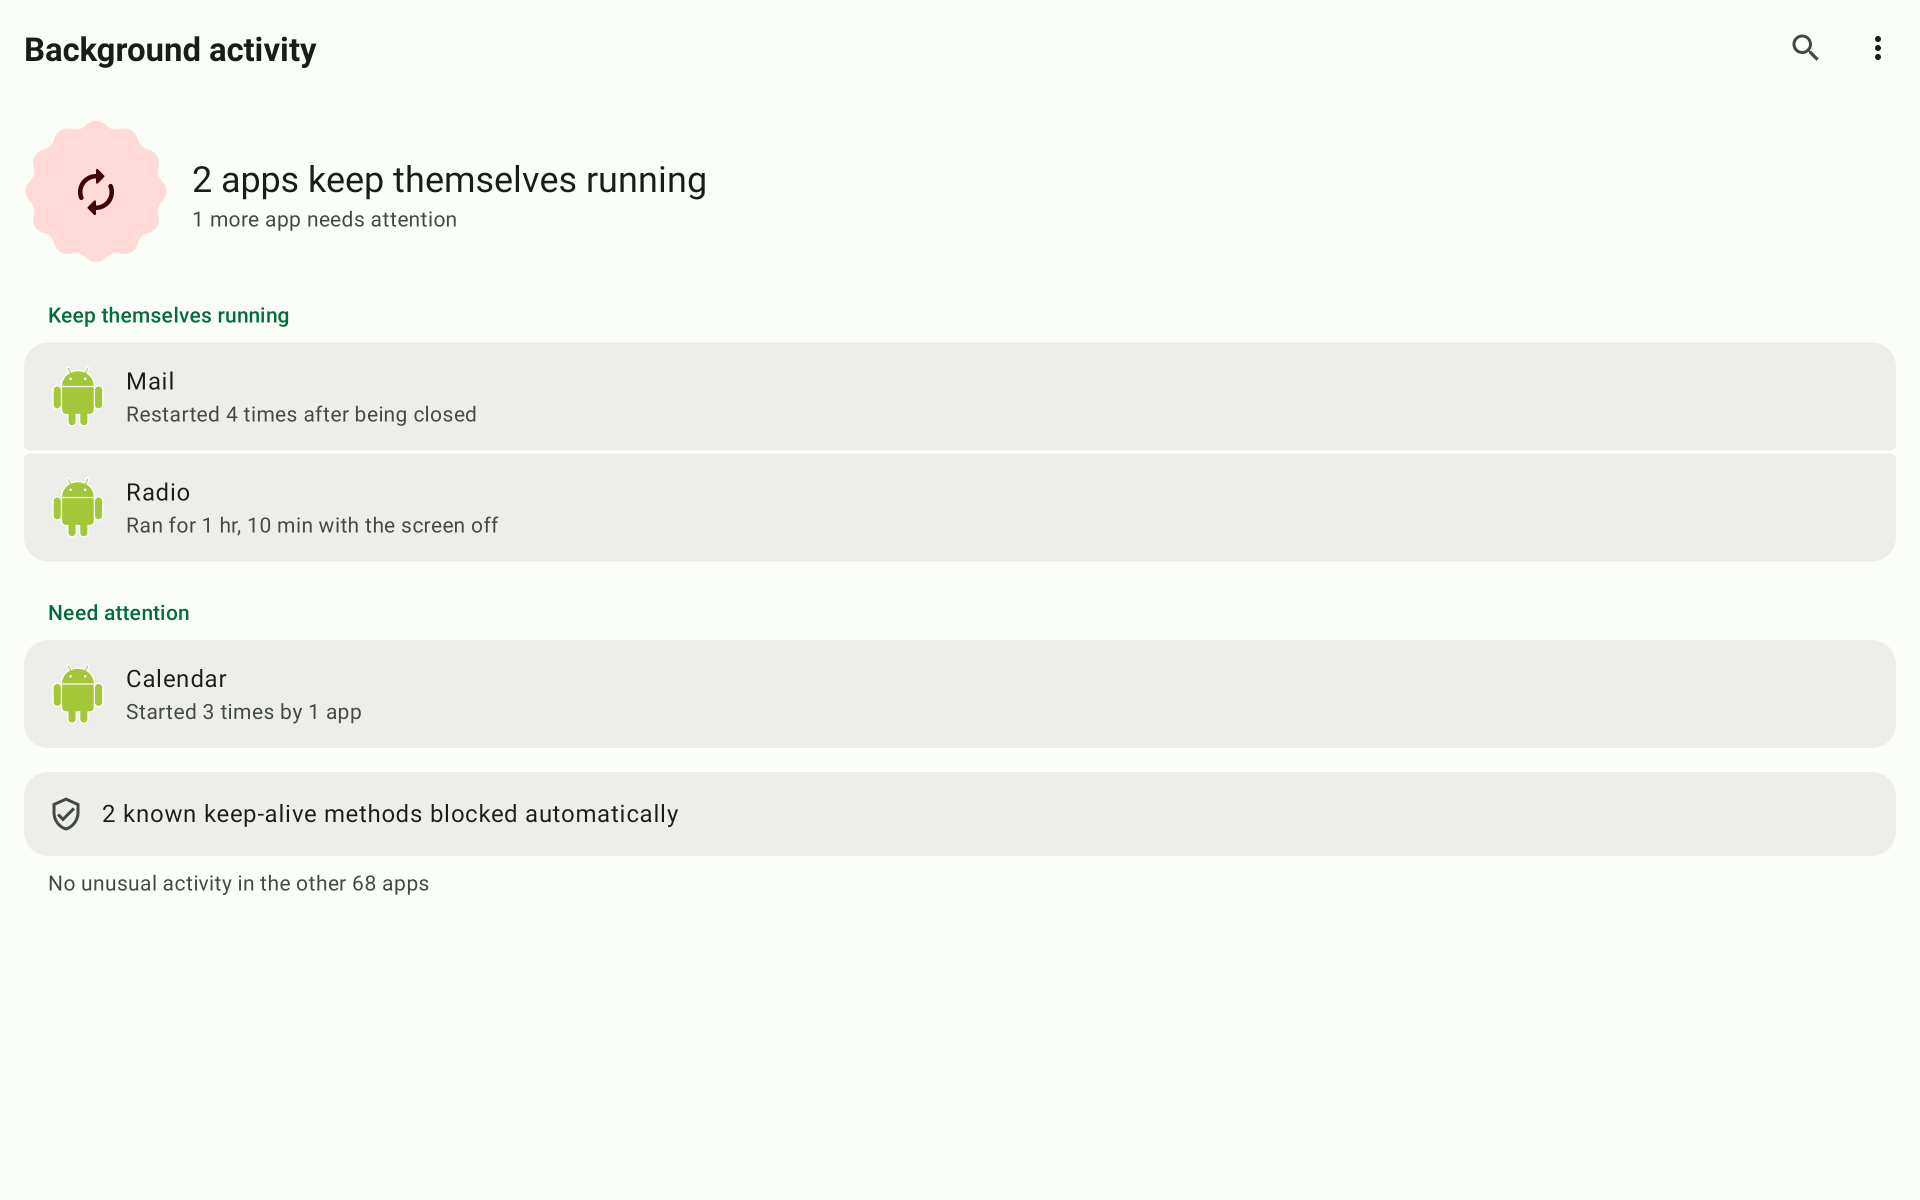 Background activity
2 apps keep themselves running
1 more app needs attention
Keep themselves running
Mail
Restarted 4 times after being closed
Radio
Ran for 1 hr, 10 min with the screen off
Need attention
Calendar
Started 3 times by 1 app
2 known keep-alive methods blocked automatically
No unusual activity in the other 68 apps